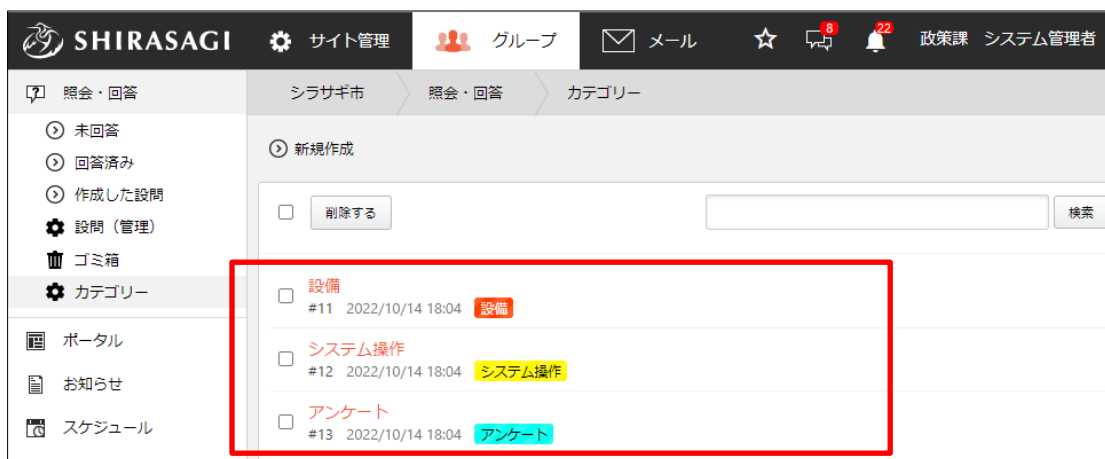 SHIRASAGI サイト管理 グループ メール 8 22 政策課 システム管理者
照会・回答
未回答
回答済み
作成した設問
設問（管理）
ゴミ箱
カテゴリー
ポータル
お知らせ
スケジュール
シラサギ市 照会・回答 カテゴリー
新規作成
削除する 検索
設備
#11 2022/10/14 18:04 設備
システム操作
#12 2022/10/14 18:04 システム操作
アンケート
#13 2022/10/14 18:04 アンケート